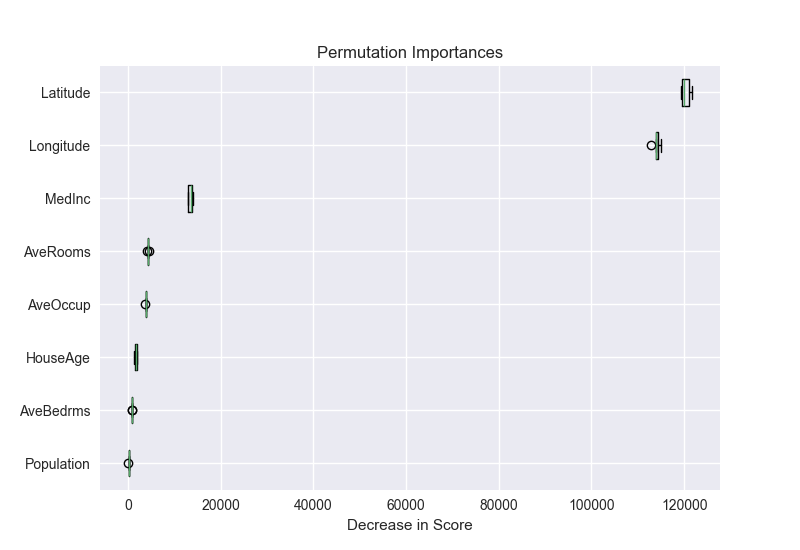 Permutation Importances
Latitude
Longitude
MedInc
AveRooms
AveOccup
HouseAge
AveBedrms
Population
0 20000 40000 60000 80000 100000 120000
Decrease in Score